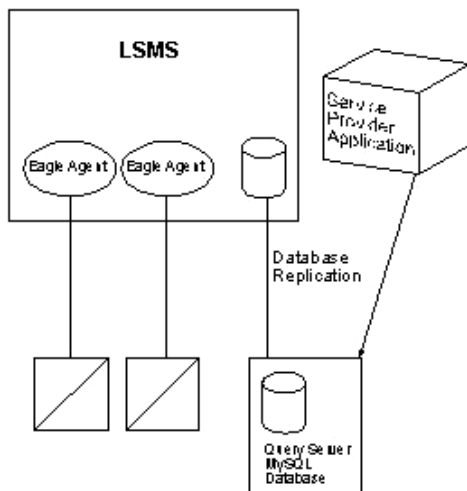 LSMS
Service
Provider
Application
Eagle Agent
Eagle Agent
Database
Replication
Query Server
MySQL
Database